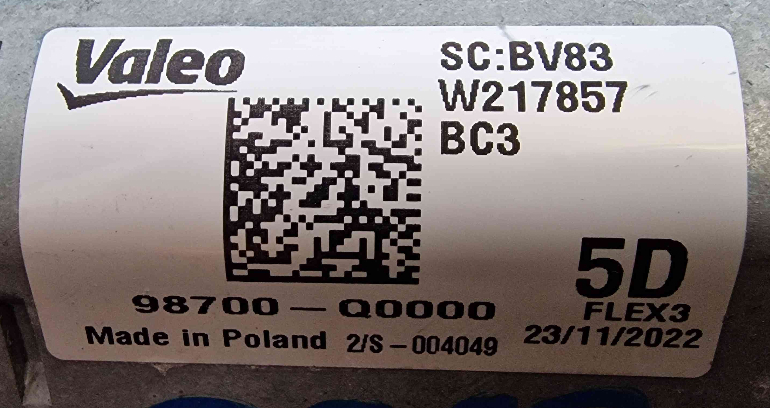 Valeo
SC:BV83
W217857
BC3
5D
FLEX3
98700-Q0000
23/11/2022
Made in Poland 2/S-004049